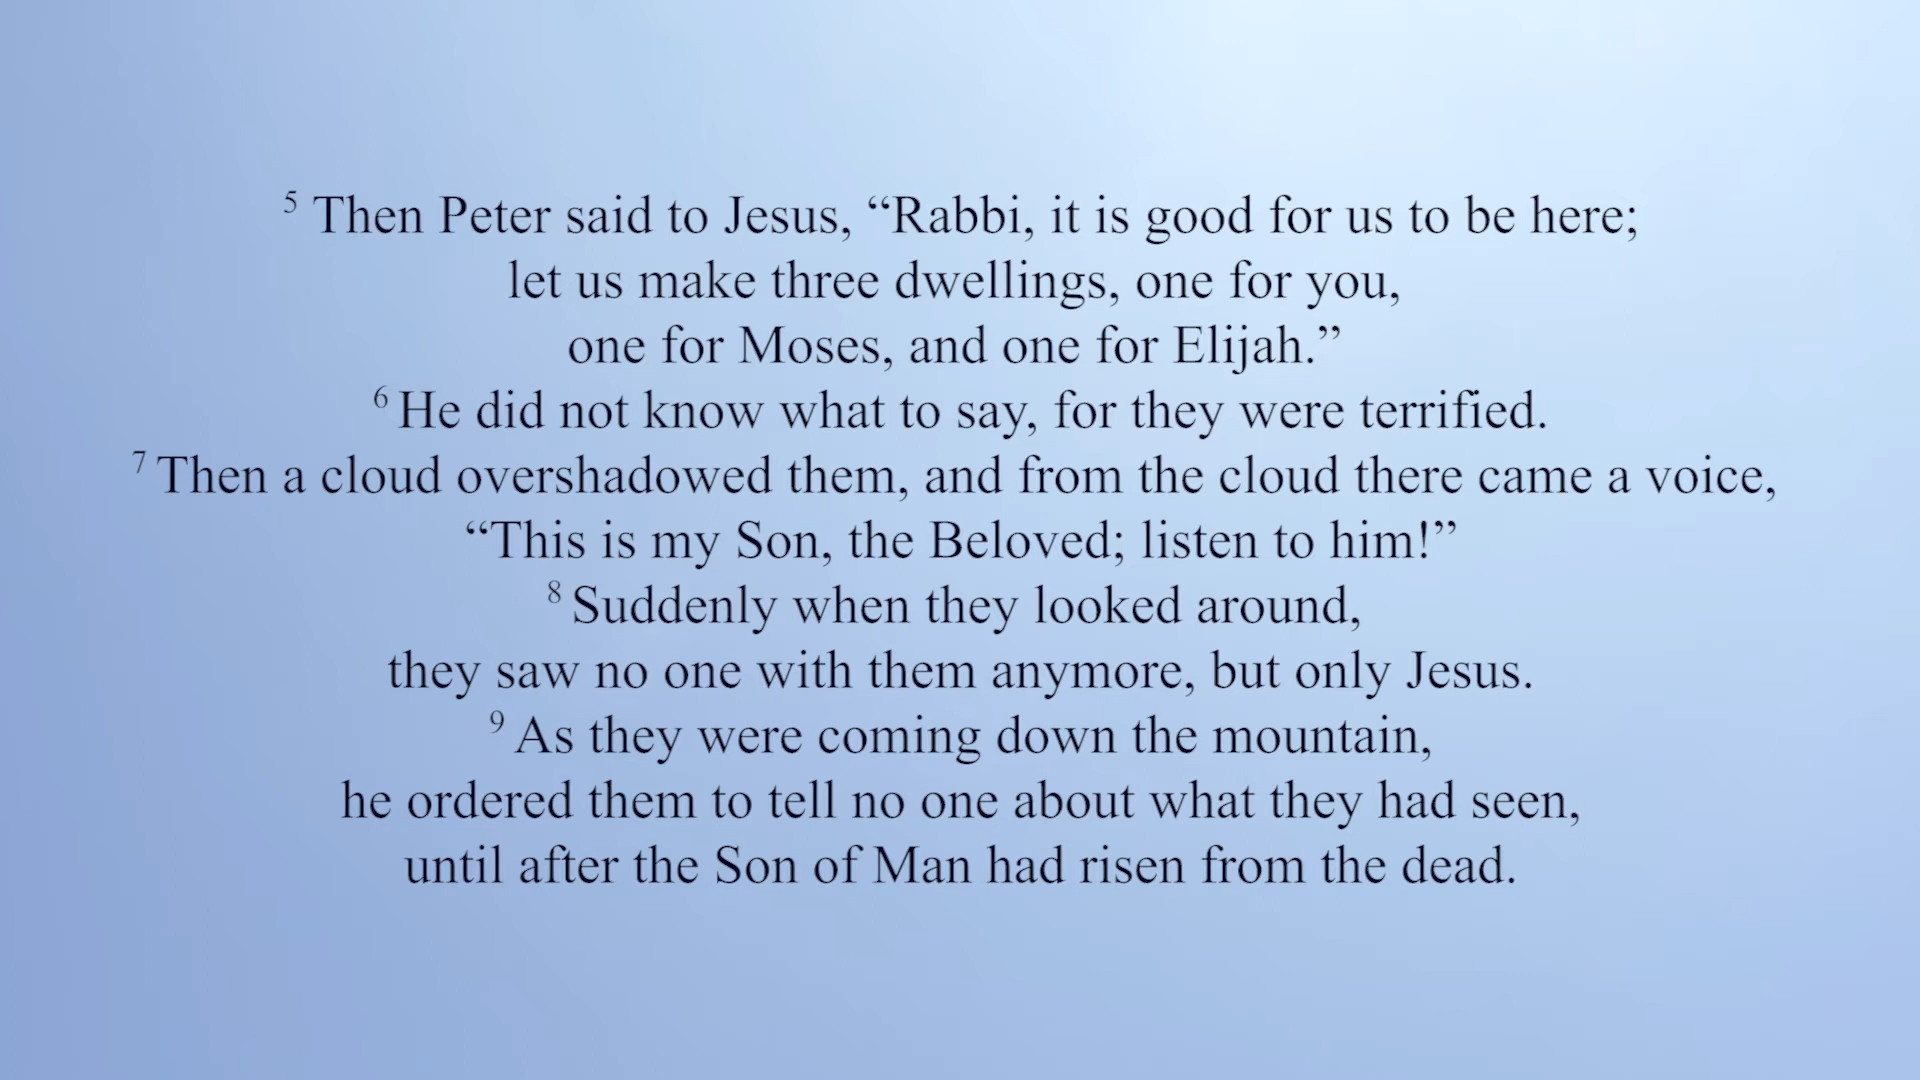 5 Then Peter said to Jesus, “Rabbi, it is good for us to be here;
let us make three dwellings, one for you,
one for Moses, and one for Elijah.”
6 He did not know what to say, for they were terrified.
7 Then a cloud overshadowed them, and from the cloud there came a voice,
“This is my Son, the Beloved; listen to him!”
8 Suddenly when they looked around,
they saw no one with them anymore, but only Jesus.
9 As they were coming down the mountain,
he ordered them to tell no one about what they had seen,
until after the Son of Man had risen from the dead.